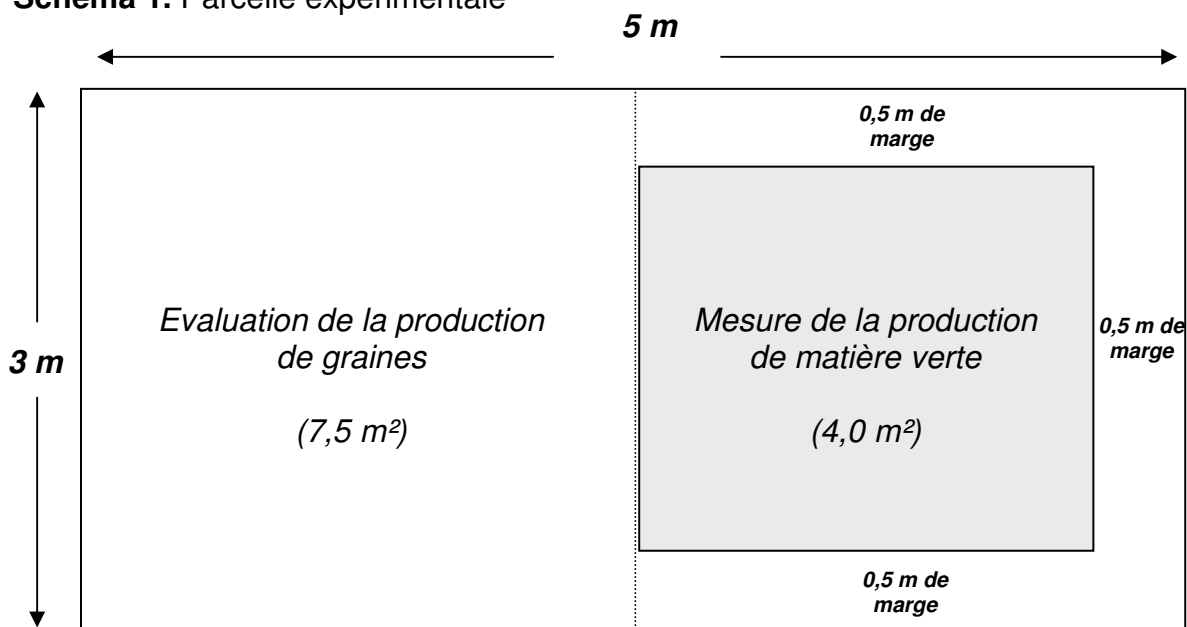 Schéma 1. Parcelle expérimentale
5 m
0,5 m de
marge
Evaluation de la production
de graines
(7,5 m²)
Mesure de la production
de matière verte
(4,0 m²)
0,5 m de
marge
3 m
0,5 m de
marge